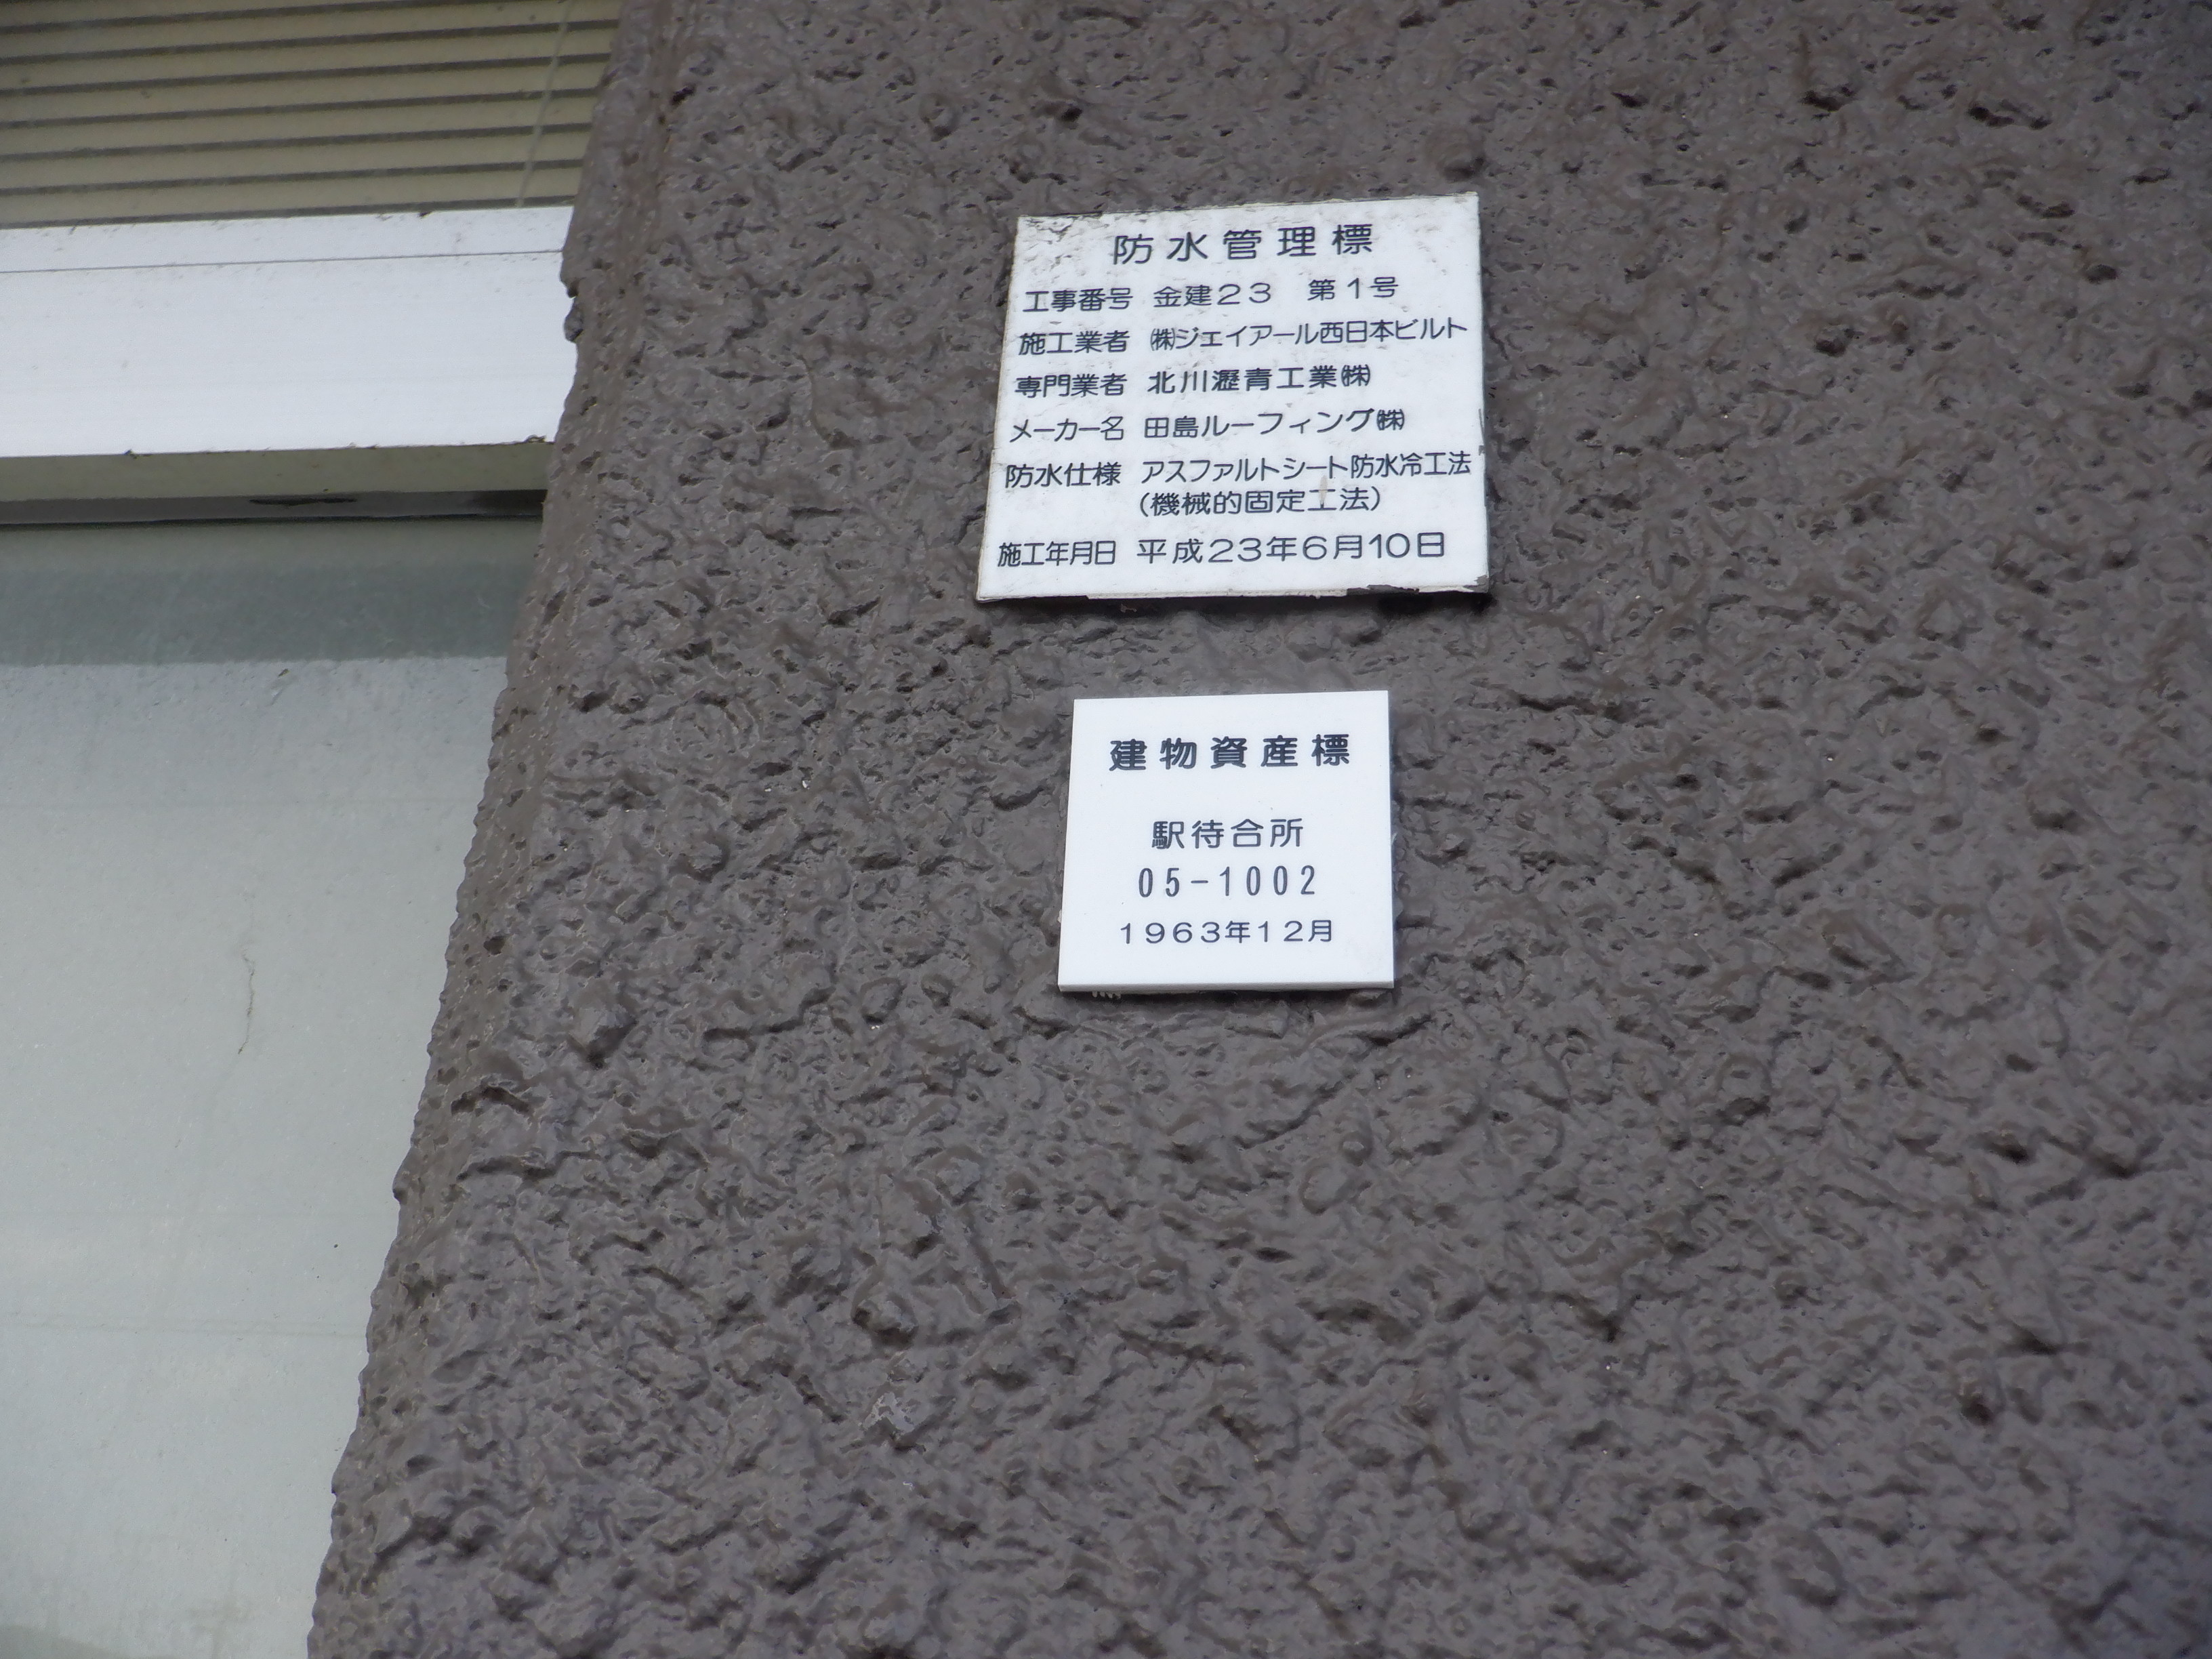 防水管理標
工事番号 金建23 第1号
施工業者 ㈱ジェイアール西日本ビルト
専門業者 北川瀝青工業㈱
メーカー名 田島ルーフィング㈱
防水仕様 アスファルトシート防水冷工法
(機械的固定工法)
施工年月日 平成23年6月10日
建物資産標
駅待合所
05-1002
1963年12月